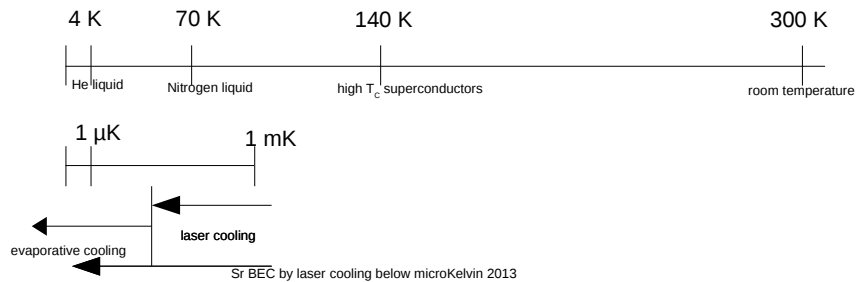 4 K 70 K 140 K 300 K
He liquid Nitrogen liquid high T_C superconductors room temperature
1 μK 1 mK
laser cooling
evaporative cooling
Sr BEC by laser cooling below microKelvin 2013